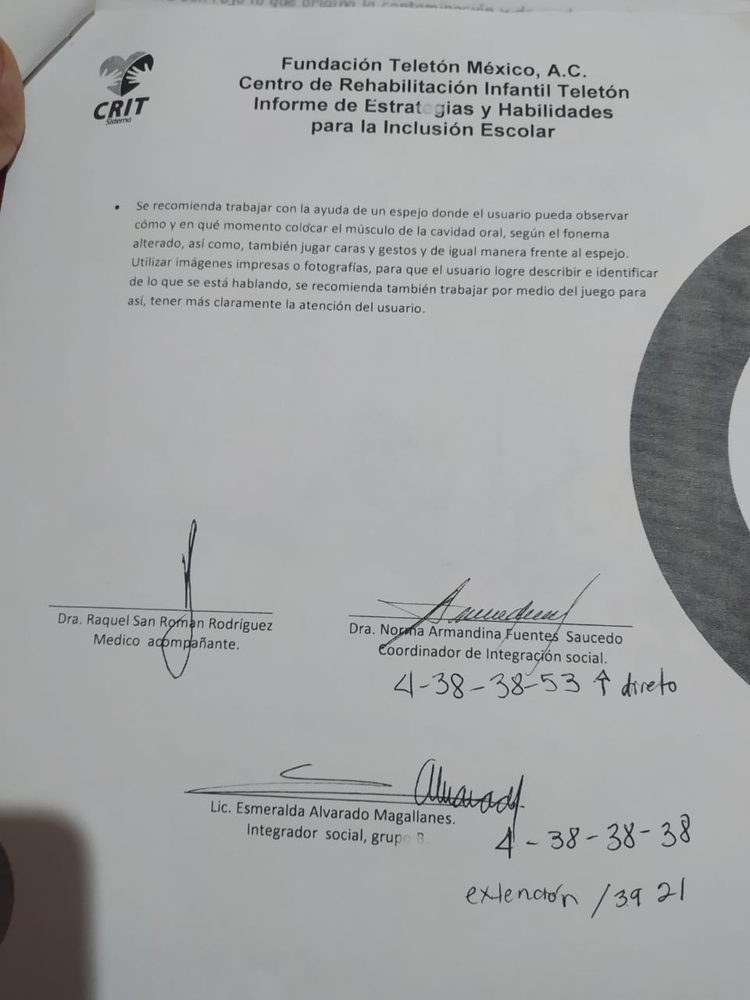 que origina la contaminación y
CRIT
Sistema
Fundación Teletón México, A.C.
Centro de Rehabilitación Infantil Teletón
Informe de Estrategias y Habilidades
para la Inclusión Escolar
• Se recomienda trabajar con la ayuda de un espejo donde el usuario pueda observar
cómo y en qué momento colocar el músculo de la cavidad oral, según el fonema
alterado, así como, también jugar caras y gestos y de igual manera frente al espejo.
Utilizar imágenes impresas o fotografías, para que el usuario logre describir e identificar
de lo que se está hablando, se recomienda también trabajar por medio del juego para
así, tener más claramente la atención del usuario.
Dra. Raquel San Román Rodríguez
Medico acompañante.
Dra. Norma Armandina Fuentes Saucedo
Coordinador de Integración social.
4-38-38-53 ↑ direto
Alvarado
Lic. Esmeralda Alvarado Magallanes.
Integrador social, grupo B.
4-38-38-38
extención /39 21